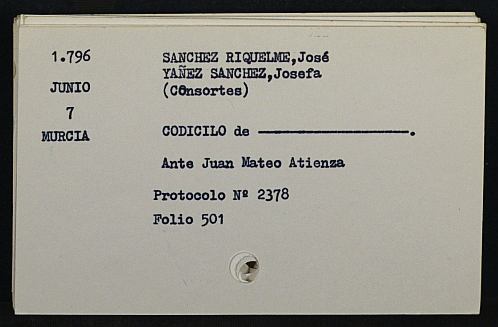 1.796
JUNIO
7
MURCIA
SANCHEZ RIQUELME,José
YAÑEZ SANCHEZ,Josefa
(COnsortes)
CODICILO de ————————.
Ante Juan Mateo Atienza
Protocolo Nº 2378
Folio 501